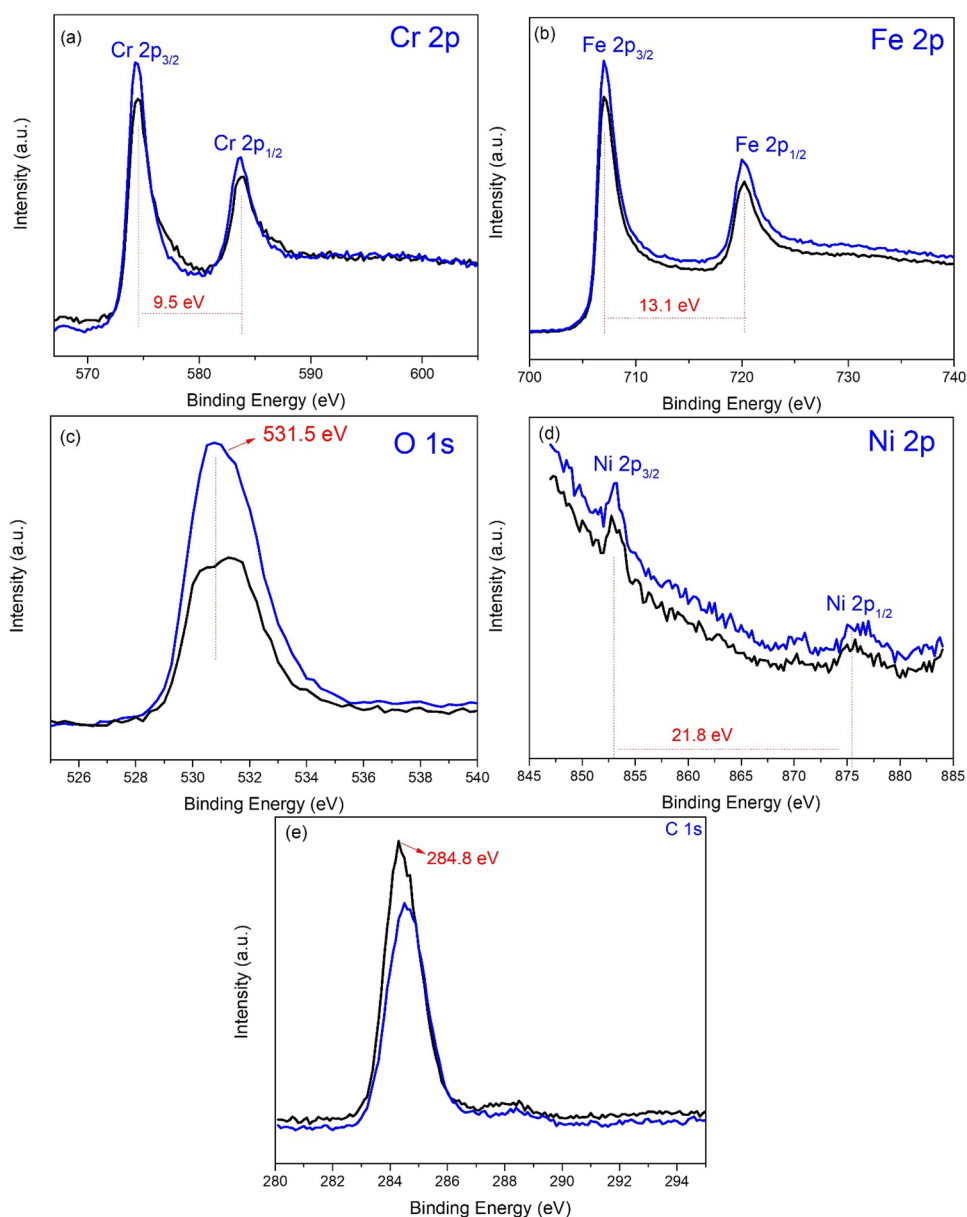 (a)
Cr 2p
Cr 2p3/2
Cr 2p1/2
9.5 eV
Intensity (a.u.)
570 580 590 600
Binding Energy (eV)
(b)
Fe 2p
Fe 2p3/2
Fe 2p1/2
13.1 eV
Intensity (a.u.)
700 710 720 730 740
Binding Energy (eV)
(c)
531.5 eV
O 1s
Intensity (a.u.)
526 528 530 532 534 536 538 540
Binding Energy (eV)
(d)
Ni 2p
Ni 2p3/2
Ni 2p1/2
21.8 eV
Intensity (a.u.)
845 850 855 860 865 870 875 880 885
Binding Energy (eV)
(e)
C 1s
284.8 eV
Intensity (a.u.)
280 282 284 286 288 290 292 294
Binding Energy (eV)